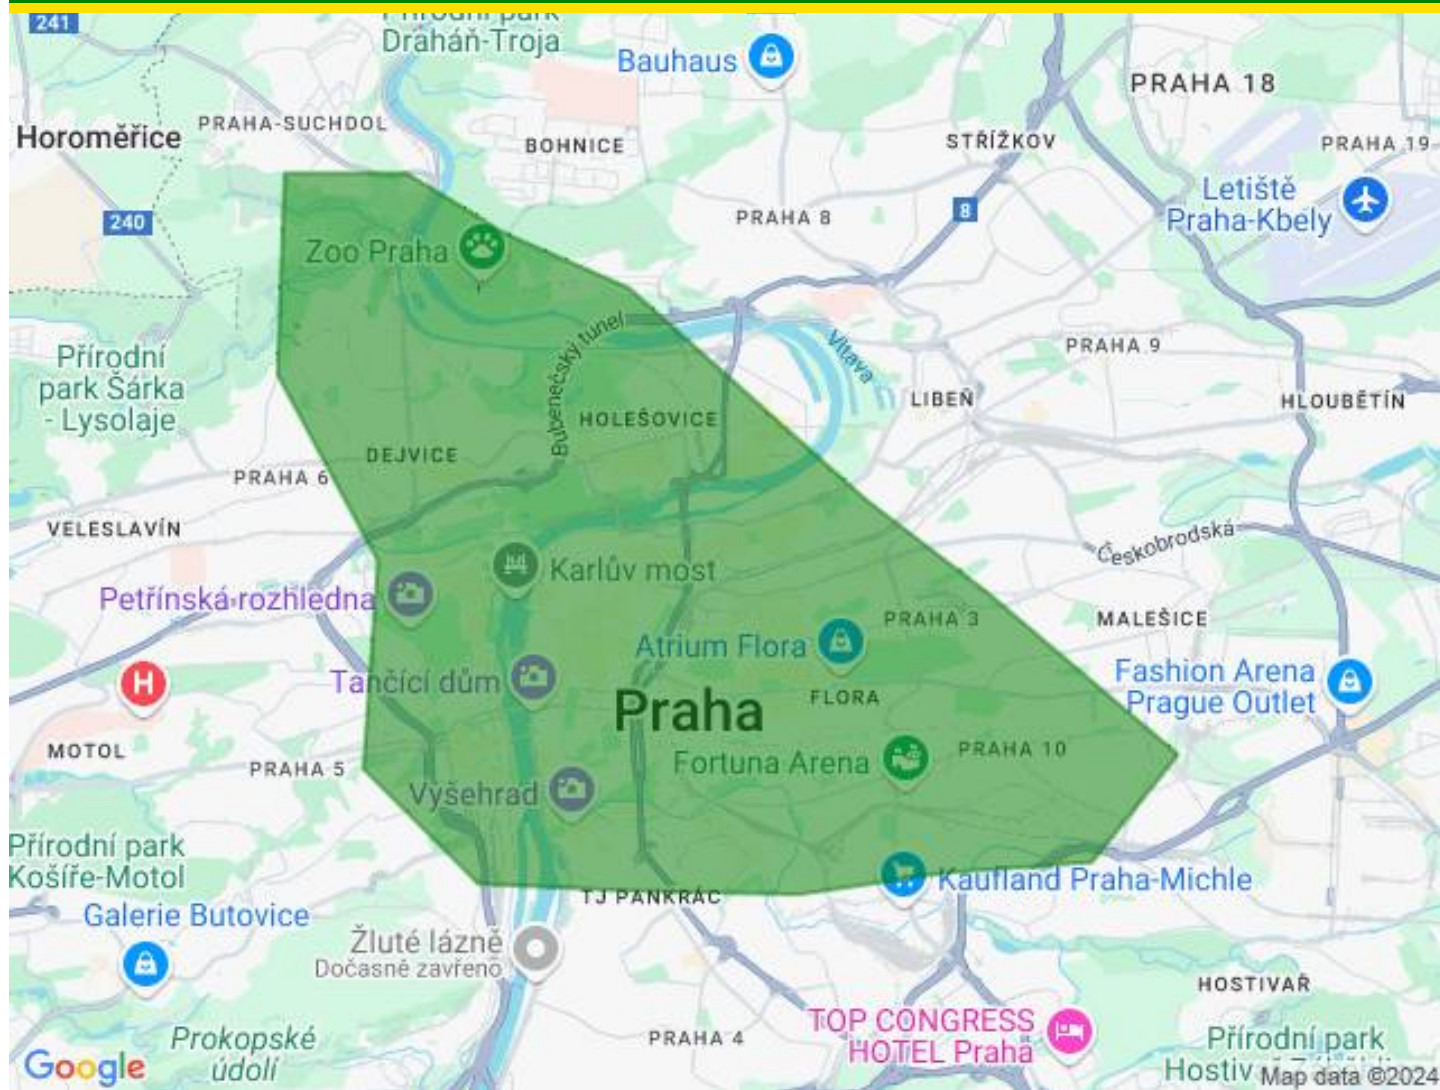 241
Přírodní park
Draháň-Troja
Bauhaus
PRAHA 18
Horoměřice
PRAHA-SUCHDOL
BOHNICE
STŘÍŽKOV
PRAHA 19
240
Zoo Praha
PRAHA 8
8
Letiště
Praha-Kbely
Přírodní
park Šárka
- Lysolaje
Bubenečský tunel
Vltava
PRAHA 9
HOLEŠOVICE
LIBEŇ
HLOUBĚTÍN
DEJVICE
PRAHA 6
VELESLAVÍN
Českobrodská
Karlův most
Petřínská rozhledna
PRAHA 3
MALEŠICE
Atrium Flora
H
Tančící dům
Praha
FLORA
Fashion Arena
Prague Outlet
MOTOL
PRAHA 5
Fortuna Arena
PRAHA 10
Vyšehrad
Přírodní park
Košíře-Motol
TJ PANKRÁC
Kaufland Praha-Michle
Galerie Butovice
Žluté lázně
Dočasně zavřeno
HOSTIVAŘ
Prokopské
údolí
PRAHA 4
TOP CONGRESS
HOTEL Praha
Přírodní park
Google
Map data ©2024